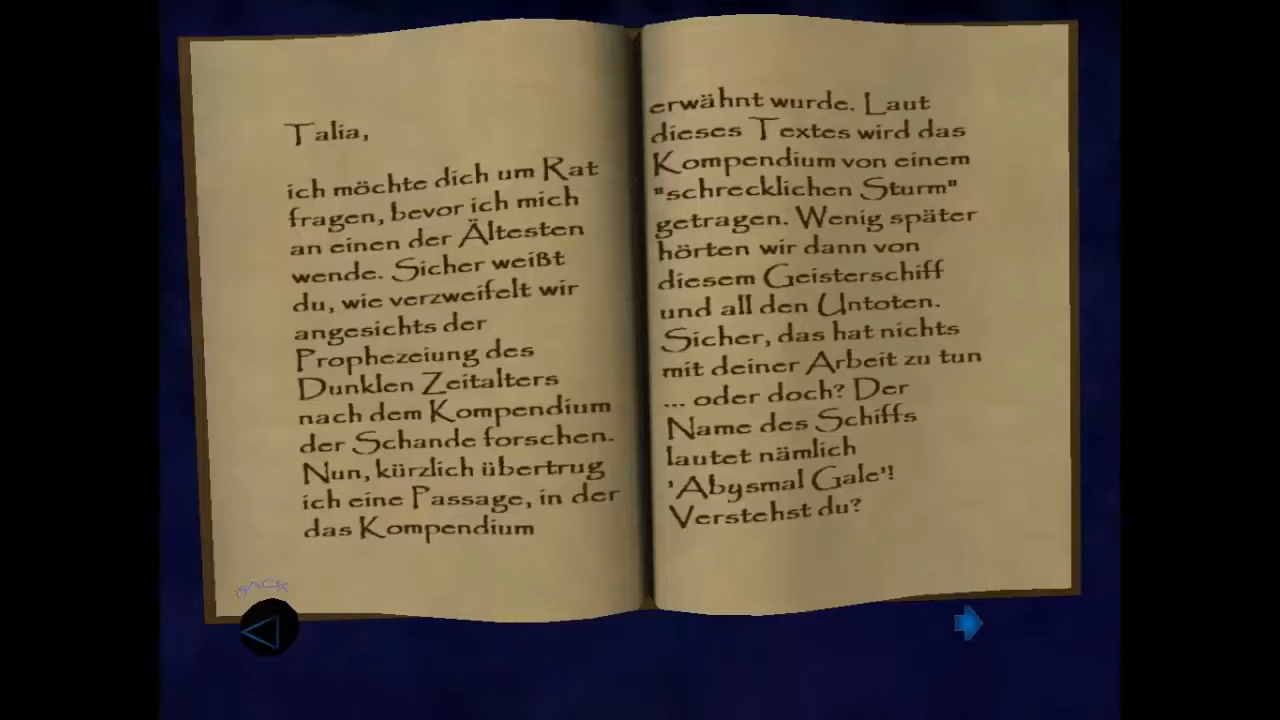 Talia,
ich möchte dich um Rat
fragen, bevor ich mich
an einen der Ältesten
wende. Sicher weißt
du, wie verzweifelt wir
angesichts der
Prophezeiung des
Dunklen Zeitalters
nach dem Kompendium
der Schande forschen.
Nun, kürzlich übertrug
ich eine Passage, in der
das Kompendium
erwähnt wurde. Laut
dieses Textes wird das
Kompendium von einem
"schrecklichen Sturm"
getragen. Wenig später
hörten wir dann von
diesem Geisterschiff
und all den Untoten.
Sicher, das hat nichts
mit deiner Arbeit zu tun
... oder doch? Der
Name des Schiffs
lautet nämlich
'Abysmal Gale'!
Verstehst du?
BACK